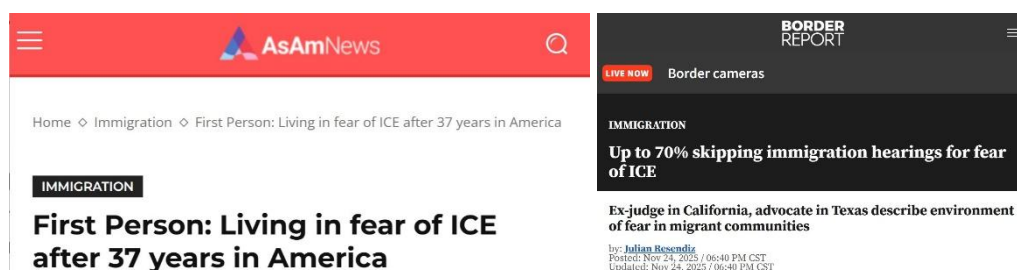 AsAmNews
Home ◇ Immigration ◇ First Person: Living in fear of ICE after 37 years in America
IMMIGRATION
First Person: Living in fear of ICE
after 37 years in America
BORDER
REPORT
LIVE NOW Border cameras
IMMIGRATION
Up to 70% skipping immigration hearings for fear
of ICE
Ex-judge in California, advocate in Texas describe environment
of fear in migrant communities
by: Julian Resendiz
Posted: Nov 24, 2025 / 06:40 PM CST
Updated: Nov 24, 2025 / 06:40 PM CST